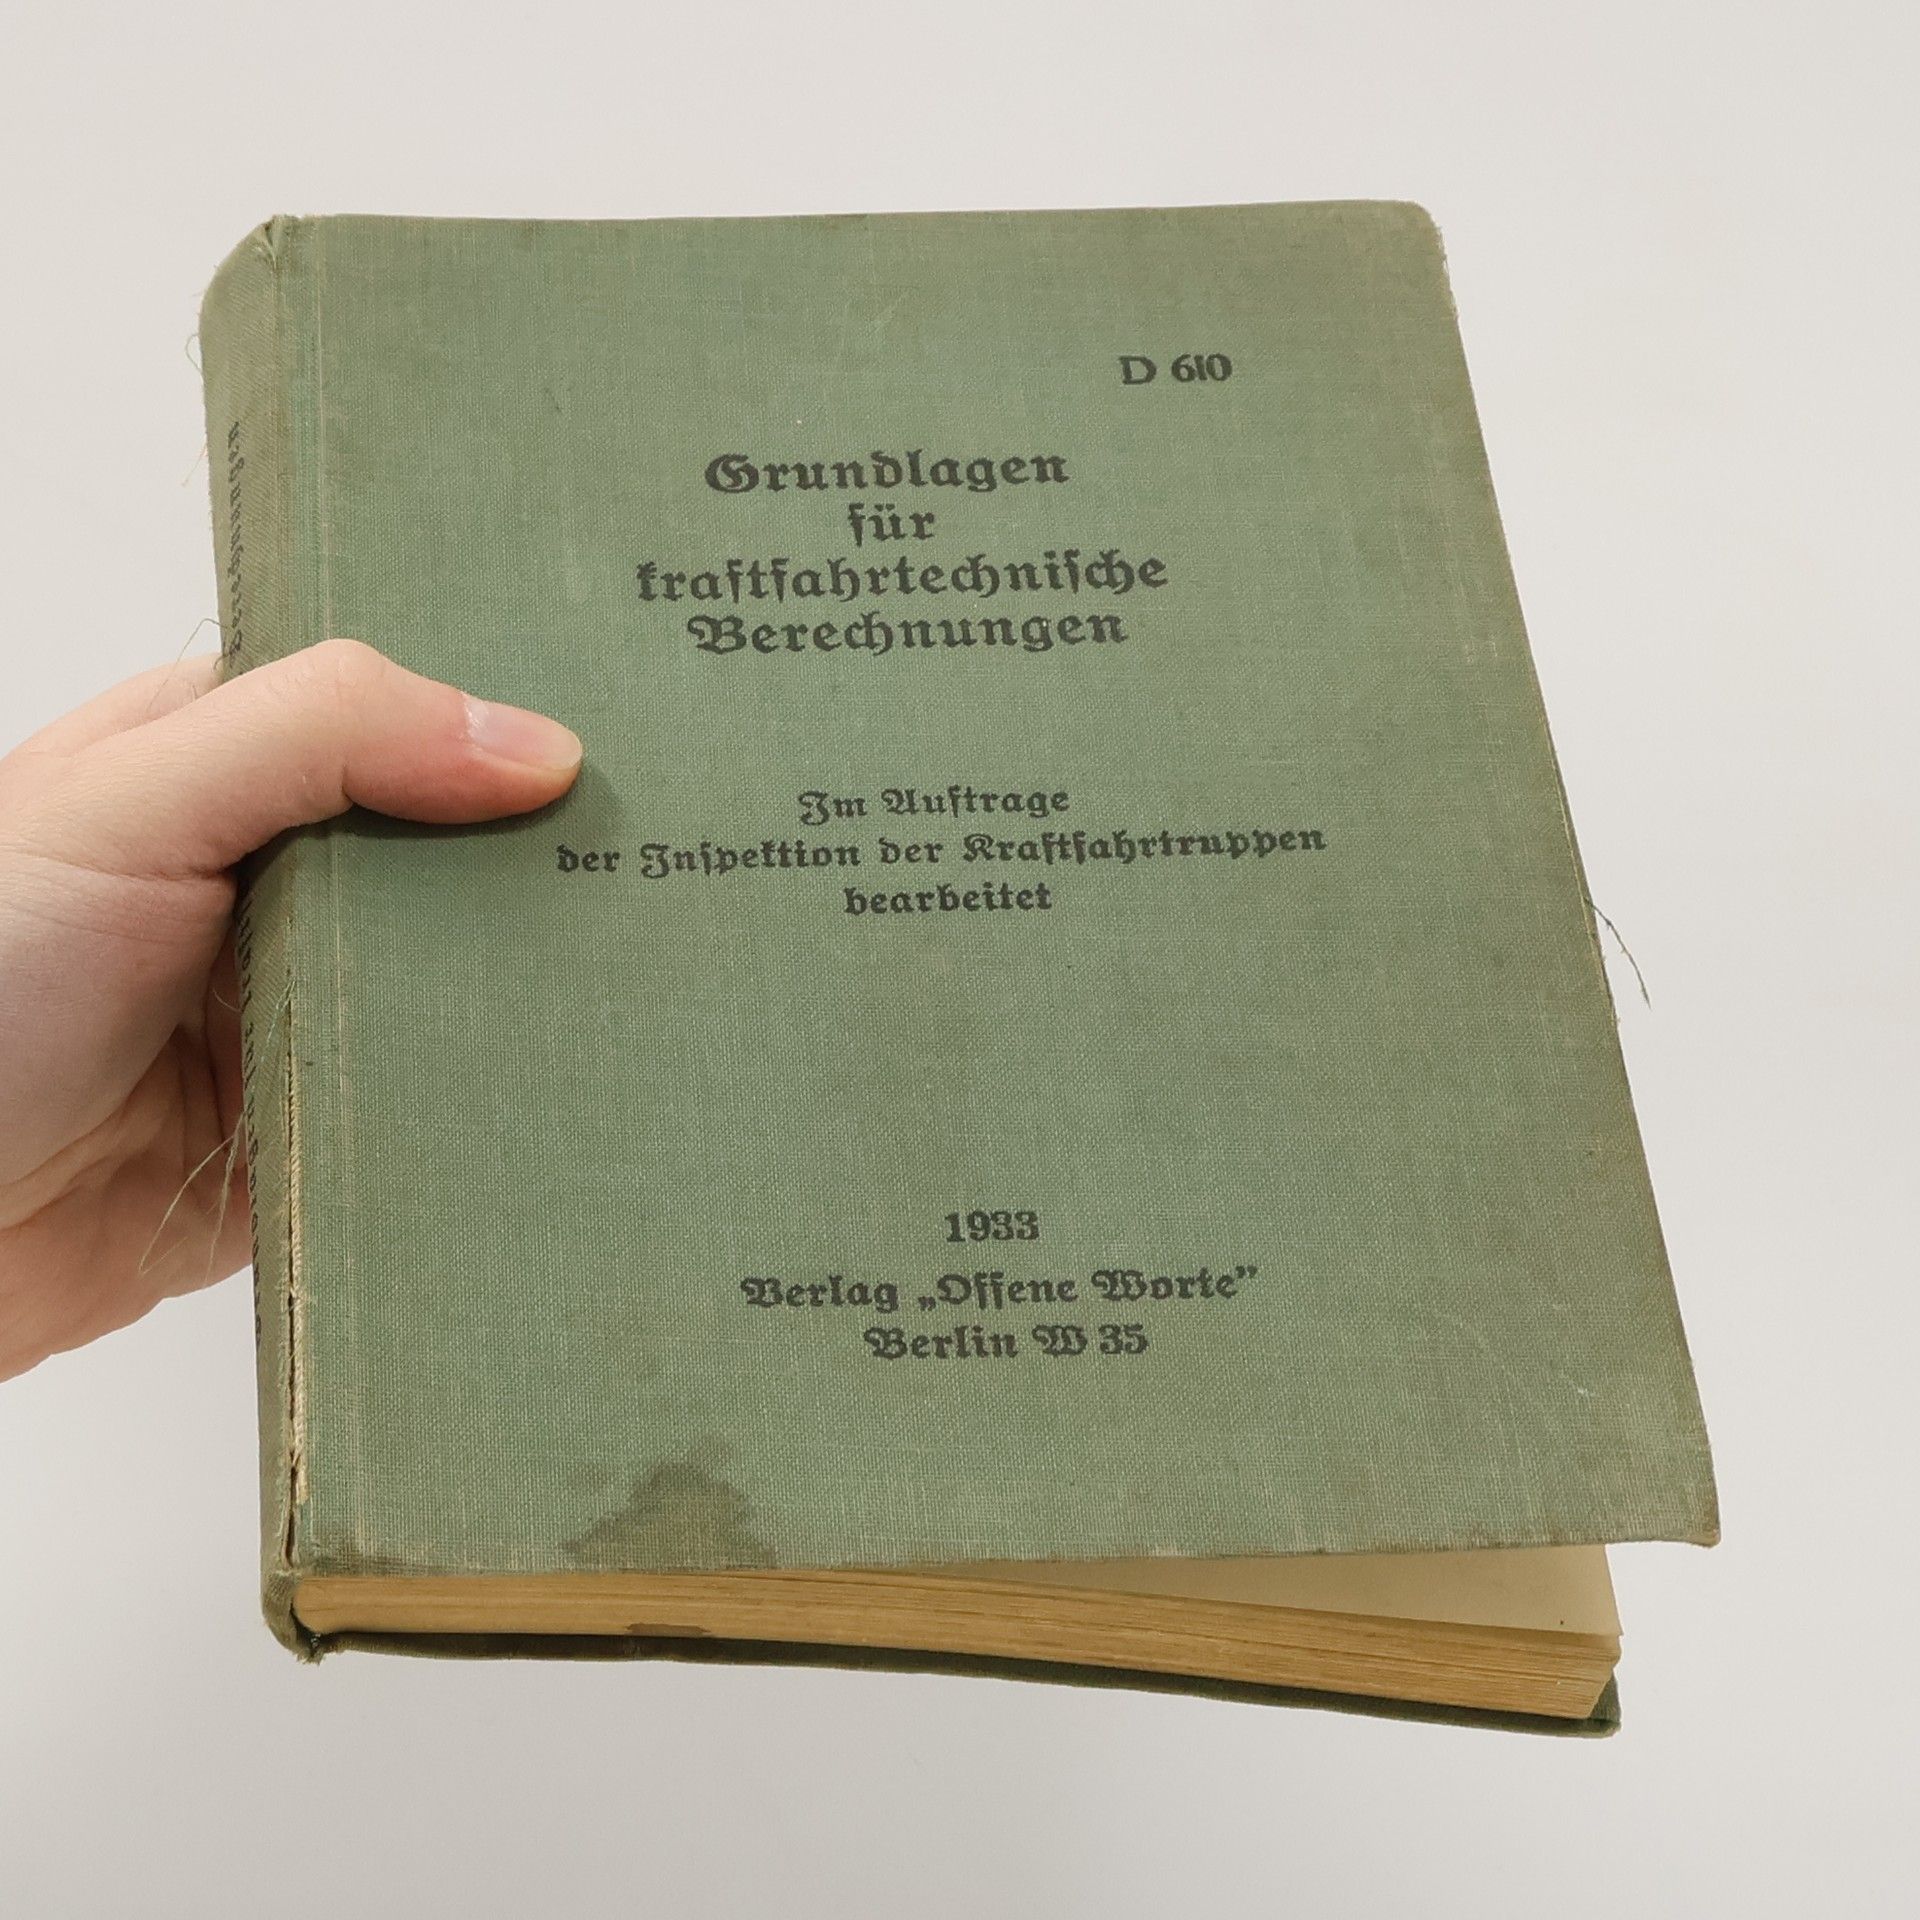 D 610
Grundlagen
für
kraftfahrtechnische
Berechnungen
Im Auftrage
der Inspektion der Kraftfahrtruppen
bearbeitet
1933
Verlag „Offene Worte”
Berlin W 35